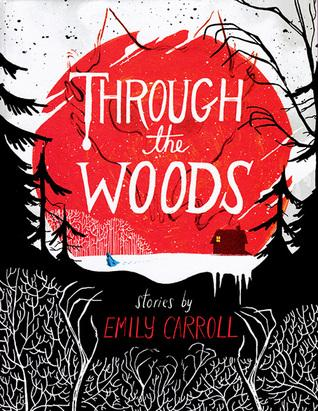 THROUGH
the
WOODS
stories by
EMILY CARROLL